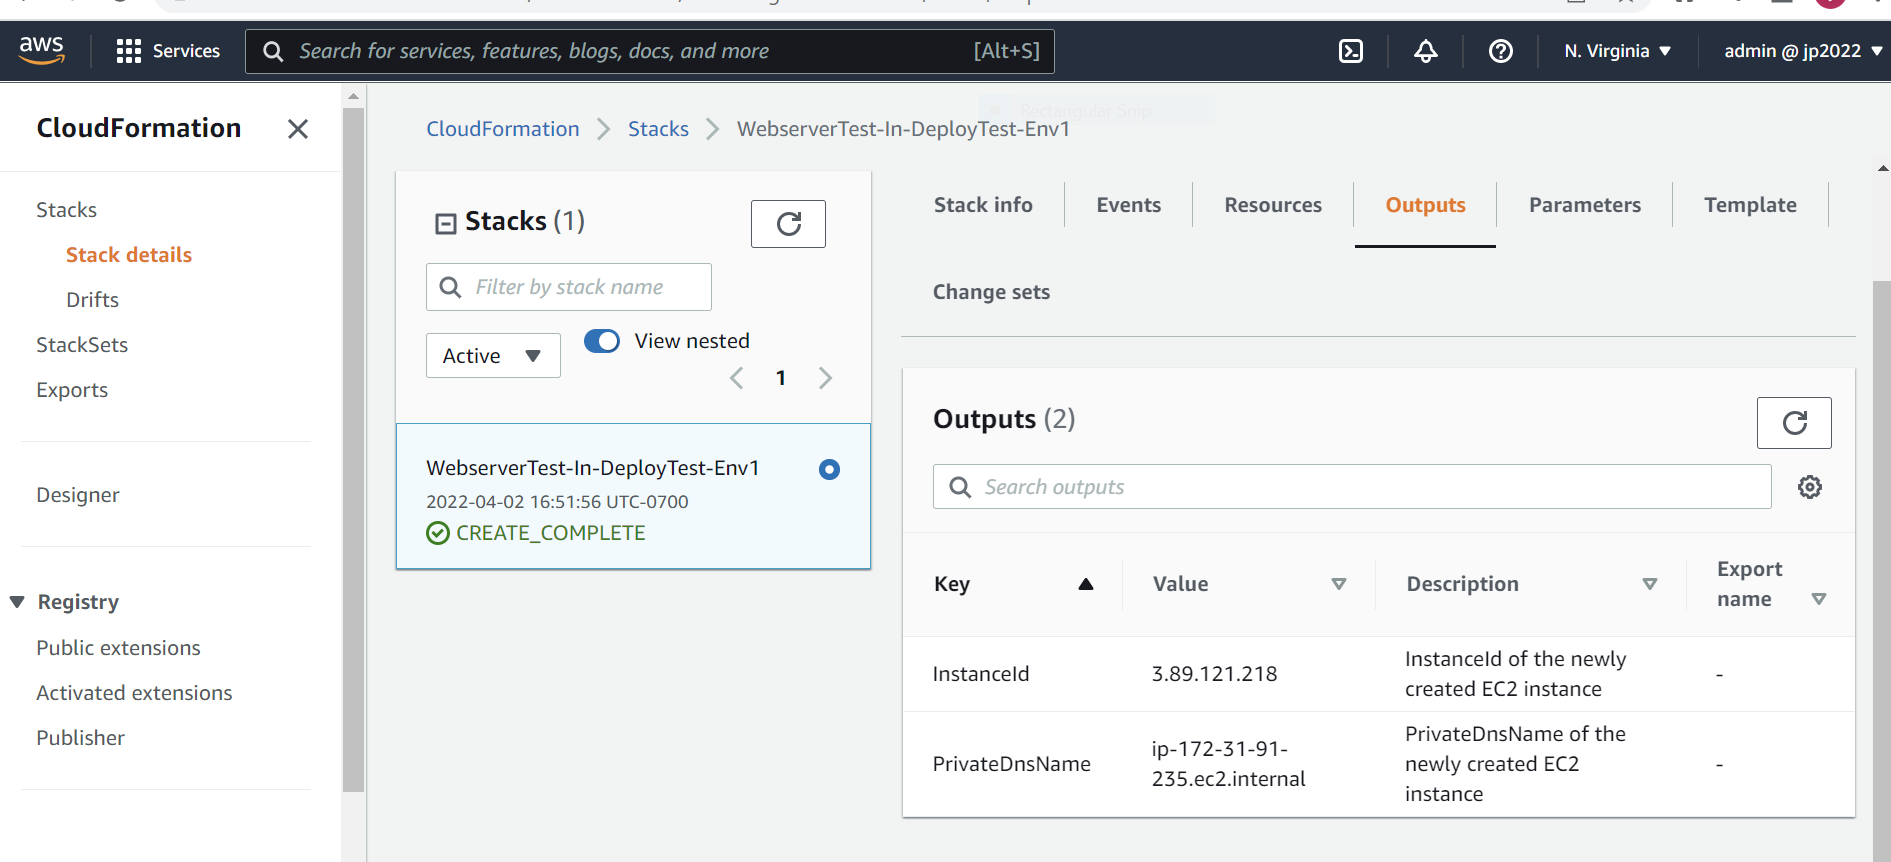 aws
Services
Search for services, features, blogs, docs, and more
[Alt+S]
N. Virginia
admin @ jp2022
CloudFormation
Stacks
Stack details
Drifts
StackSets
Exports
Designer
Registry
Public extensions
Activated extensions
Publisher
CloudFormation
Stacks
WebserverTest-In-DeployTest-Env1
Rectangular Snip
Stacks (1)
Filter by stack name
Active
View nested
1
WebserverTest-In-DeployTest-Env1
2022-04-02 16:51:56 UTC-0700
CREATE_COMPLETE
Stack info
Events
Resources
Outputs
Parameters
Template
Change sets
Outputs (2)
Search outputs
Key
Value
Description
Export
name
InstanceId
3.89.121.218
InstanceId of the newly
created EC2 instance
-
PrivateDnsName
ip-172-31-91-
235.ec2.internal
PrivateDnsName of the
newly created EC2
instance
-